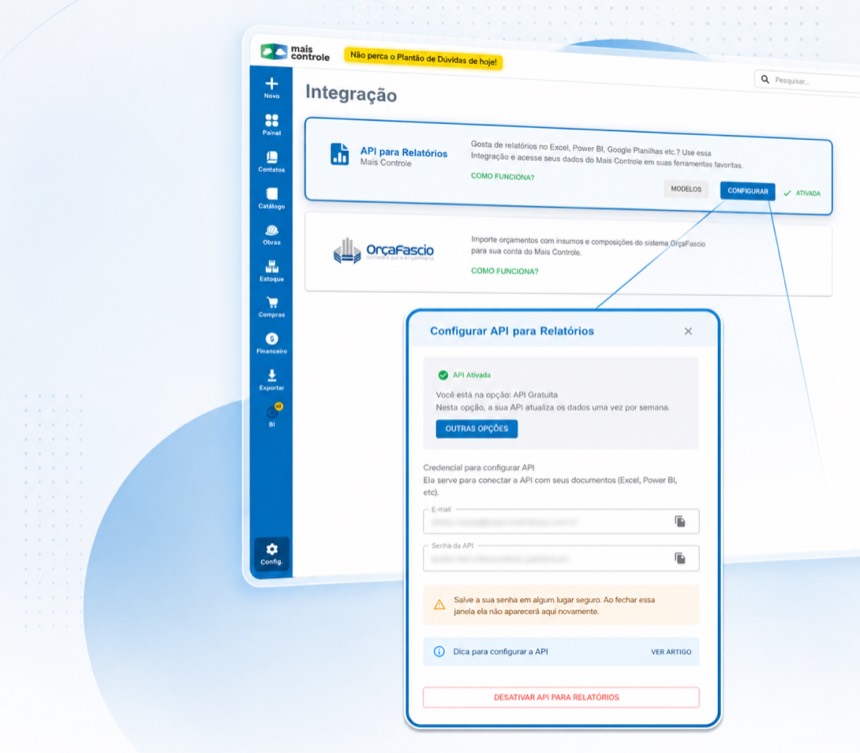 mais
controle
Não perca o Plantão de Dúvidas de hoje!
Pesquisar...
Novo
Painel
Contatos
Catálogo
Obras
Estoque
Compras
Financeiro
Exportar
BI
Config.
Integração
API para Relatórios
Mais Controle
Gosta de relatórios no Excel, Power BI, Google Planilhas etc.? Use essa
Integração e acesse seus dados do Mais Controle em suas ferramentas favoritas.
COMO FUNCIONA?
MODELOS
CONFIGURAR
ATIVADA
OrçaFascio
Importe orçamentos com insumos e composições do sistema OrçaFascio
para sua conta do Mais Controle.
COMO FUNCIONA?
Configurar API para Relatórios
API Ativada
Você está na opção: API Gratuita
Nesta opção, a sua API atualiza os dados uma vez por semana.
OUTRAS OPÇÕES
Credencial para configurar API
Ela serve para conectar a API com seus documentos (Excel, Power BI,
etc).
E-mail
Senha da API
Salve a sua senha em algum lugar seguro. Ao fechar essa
janela ela não aparecerá aqui novamente.
Dica para configurar a API
VER ARTIGO
DESATIVAR API PARA RELATÓRIOS